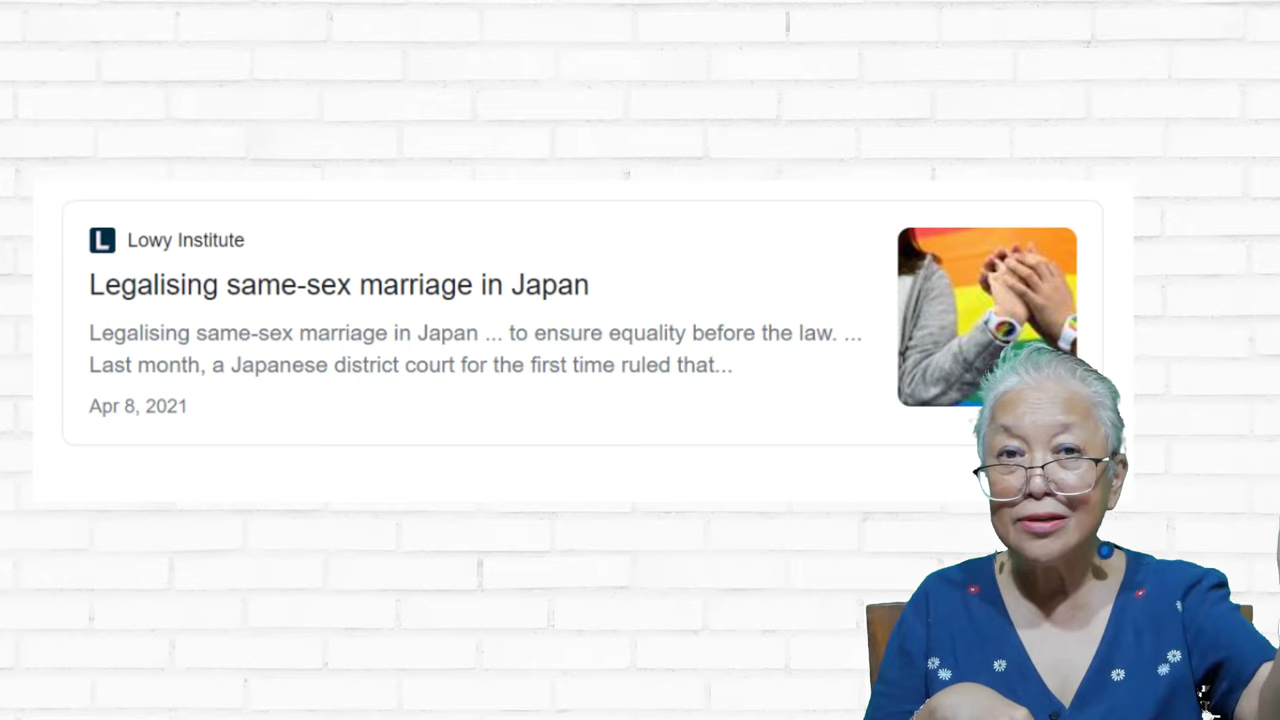 Lowy Institute
Legalising same-sex marriage in Japan
Legalising same-sex marriage in Japan ... to ensure equality before the law. ...
Last month, a Japanese district court for the first time ruled that...
Apr 8, 2021